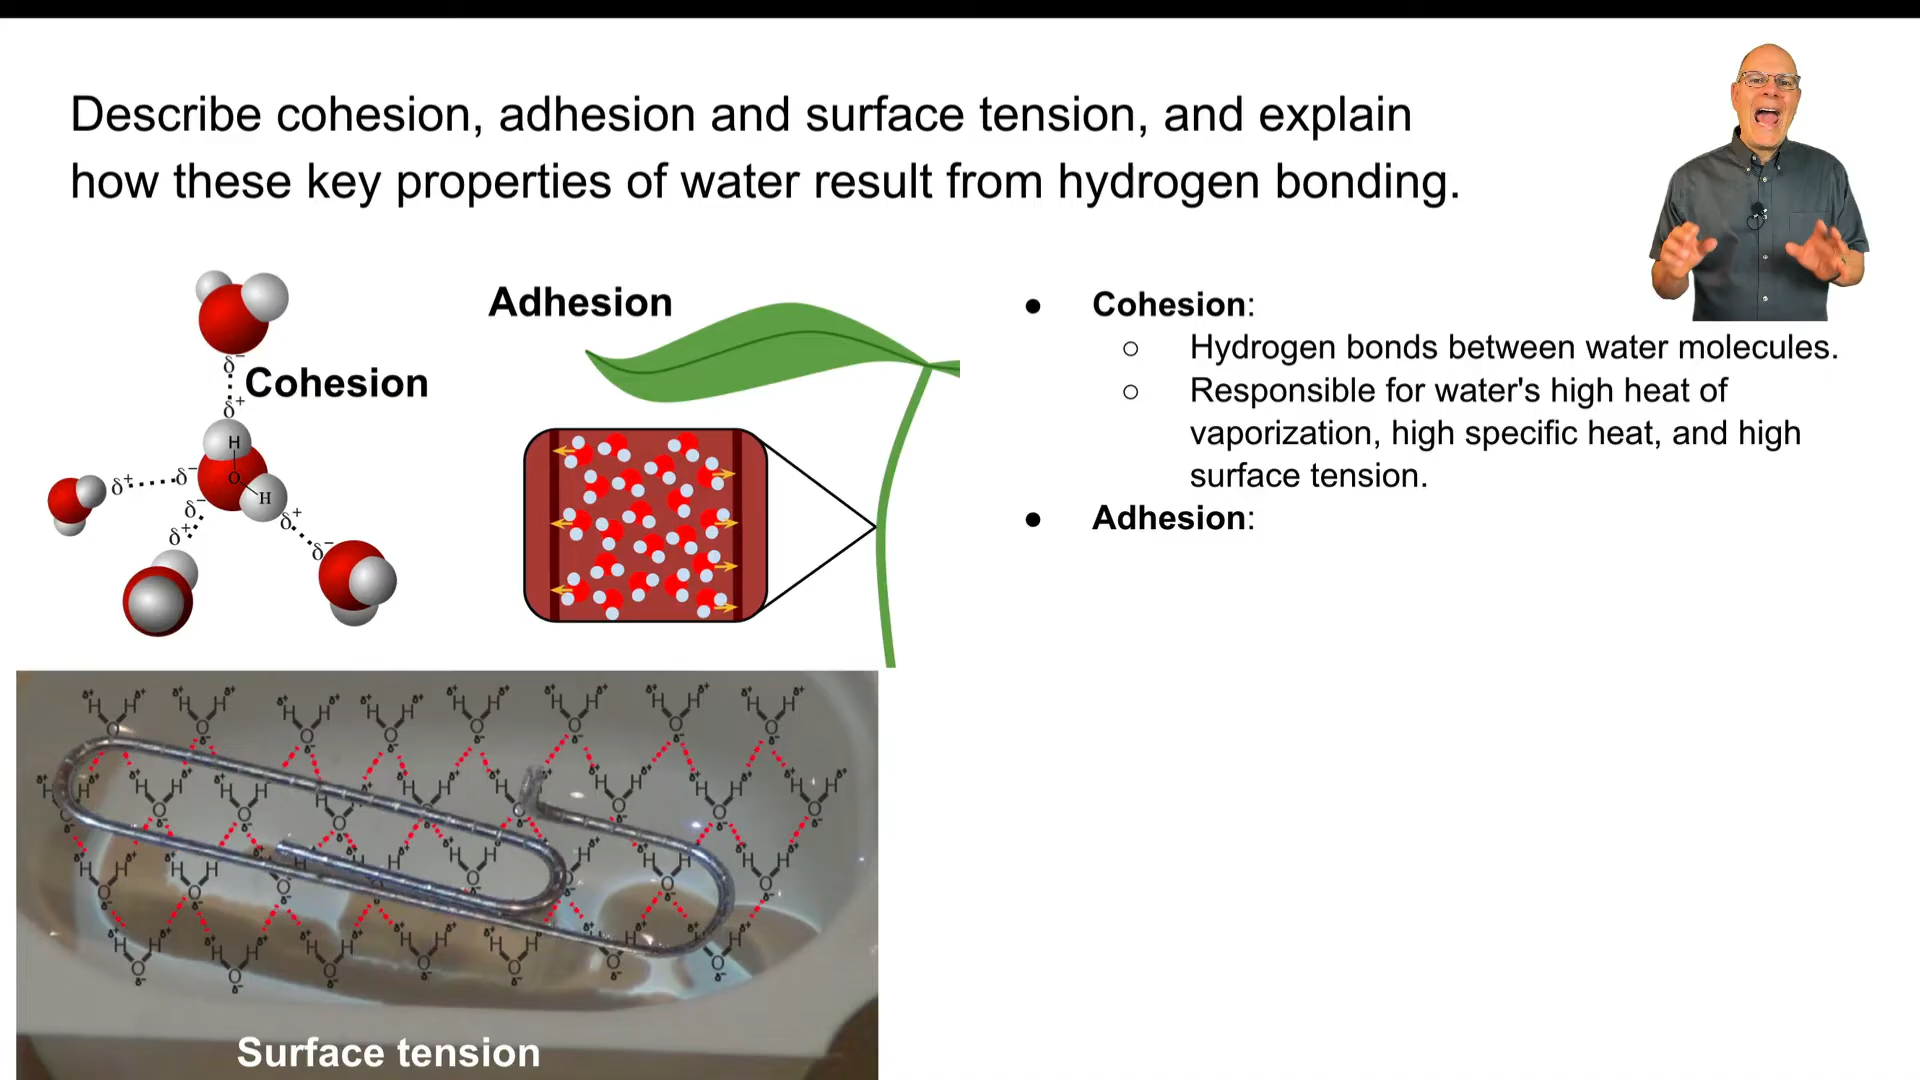 Describe cohesion, adhesion and surface tension, and explain
how these key properties of water result from hydrogen bonding.
Cohesion
δ-
δ+
H
O
H
δ+
δ-
δ-
δ+
δ+
δ-
Adhesion
● Cohesion:
○ Hydrogen bonds between water molecules.
○ Responsible for water's high heat of
vaporization, high specific heat, and high
surface tension.
● Adhesion:
Surface tension